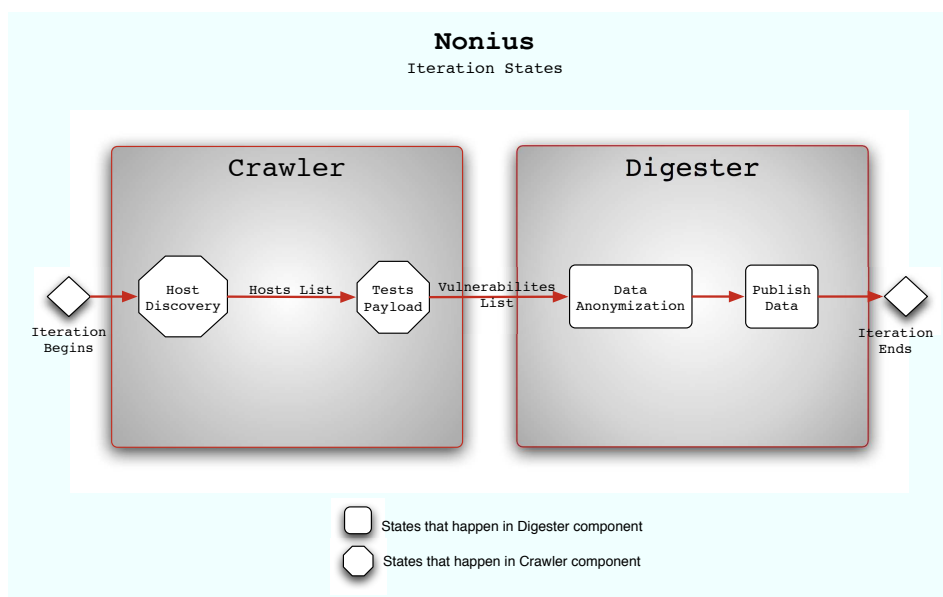 Nonius
Iteration States
Crawler
Digester
Host
Discovery
Hosts List
Tests
Payload
Vulnerabilites
List
Data
Anonymization
Publish
Data
Iteration
Begins
Iteration
Ends
States that happen in Digester component
States that happen in Crawler component